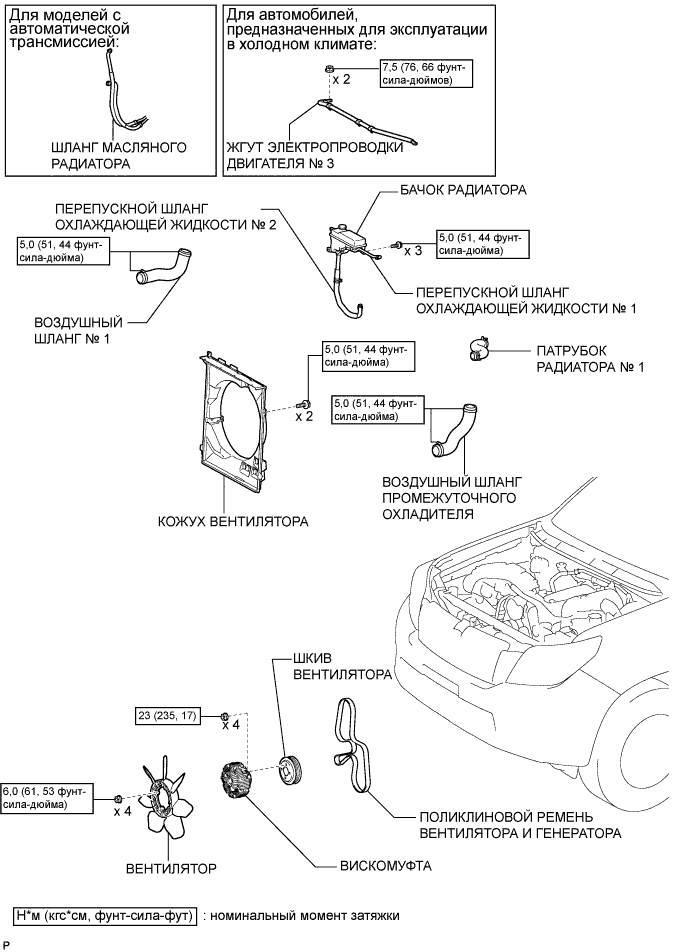 Для моделей с
автоматической
трансмиссией:
ШЛАНГ МАСЛЯНОГО
РАДИАТОРА
Для автомобилей,
предназначенных для эксплуатации
в холодном климате:
7,5 (76, 66 фунт-
сила-дюймов)
x 2
ЖГУТ ЭЛЕКТРОПРОВОДКИ
ДВИГАТЕЛЯ № 3
БАЧОК РАДИАТОРА
ПЕРЕПУСКНОЙ ШЛАНГ
ОХЛАЖДАЮЩЕЙ ЖИДКОСТИ № 2
5,0 (51, 44 фунт-
сила-дюйма)
5,0 (51, 44 фунт-
сила-дюйма)
x 3
ПЕРЕПУСКНОЙ ШЛАНГ
ОХЛАЖДАЮЩЕЙ ЖИДКОСТИ № 1
ВОЗДУШНЫЙ
ШЛАНГ № 1
5,0 (51, 44 фунт-
сила-дюйма)
x 2
ПАТРУБОК
РАДИАТОРА № 1
5,0 (51, 44 фунт-
сила-дюйма)
ВОЗДУШНЫЙ ШЛАНГ
ПРОМЕЖУТОЧНОГО
ОХЛАДИТЕЛЯ
КОЖУХ ВЕНТИЛЯТОРА
ШКИВ
ВЕНТИЛЯТОРА
23 (235, 17)
x 4
6,0 (61, 53 фунт-
сила-дюйма)
x 4
ПОЛИКЛИНОВОЙ РЕМЕНЬ
ВЕНТИЛЯТОРА И ГЕНЕРАТОРА
ВЕНТИЛЯТОР
ВИСКОМУФТА
Н*м (кгс*см, фунт-сила-фут) : номинальный момент затяжки
P